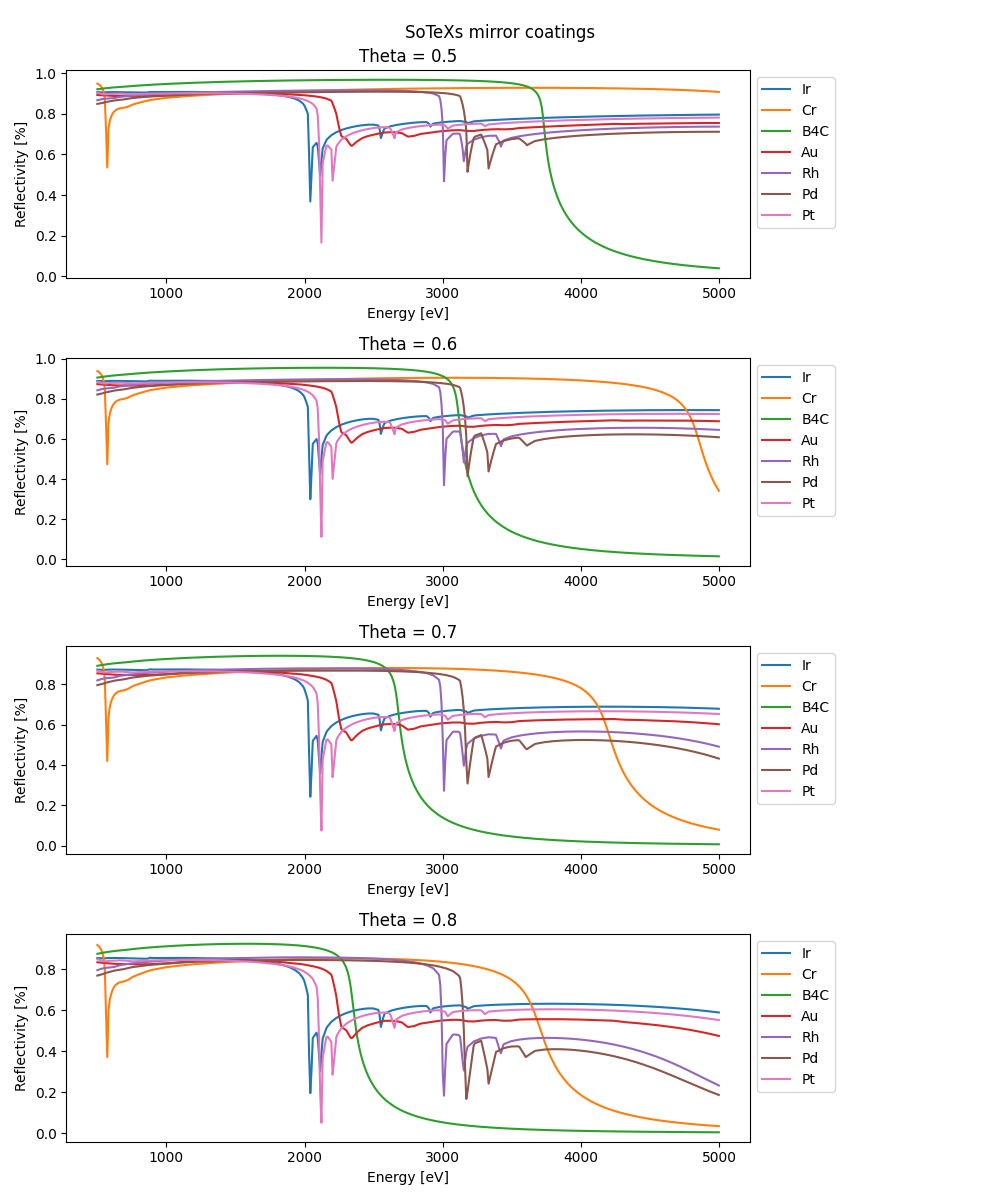 SoTeXs mirror coatings
Theta = 0.5
Reflectivity [%]
1.0
0.8
0.6
0.4
0.2
0.0
1000 2000 3000 4000 5000
Energy [eV]
Ir
Cr
B4C
Au
Rh
Pd
Pt
Theta = 0.6
Reflectivity [%]
1.0
0.8
0.6
0.4
0.2
0.0
1000 2000 3000 4000 5000
Energy [eV]
Ir
Cr
B4C
Au
Rh
Pd
Pt
Theta = 0.7
Reflectivity [%]
0.8
0.6
0.4
0.2
0.0
1000 2000 3000 4000 5000
Energy [eV]
Ir
Cr
B4C
Au
Rh
Pd
Pt
Theta = 0.8
Reflectivity [%]
0.8
0.6
0.4
0.2
0.0
1000 2000 3000 4000 5000
Energy [eV]
Ir
Cr
B4C
Au
Rh
Pd
Pt